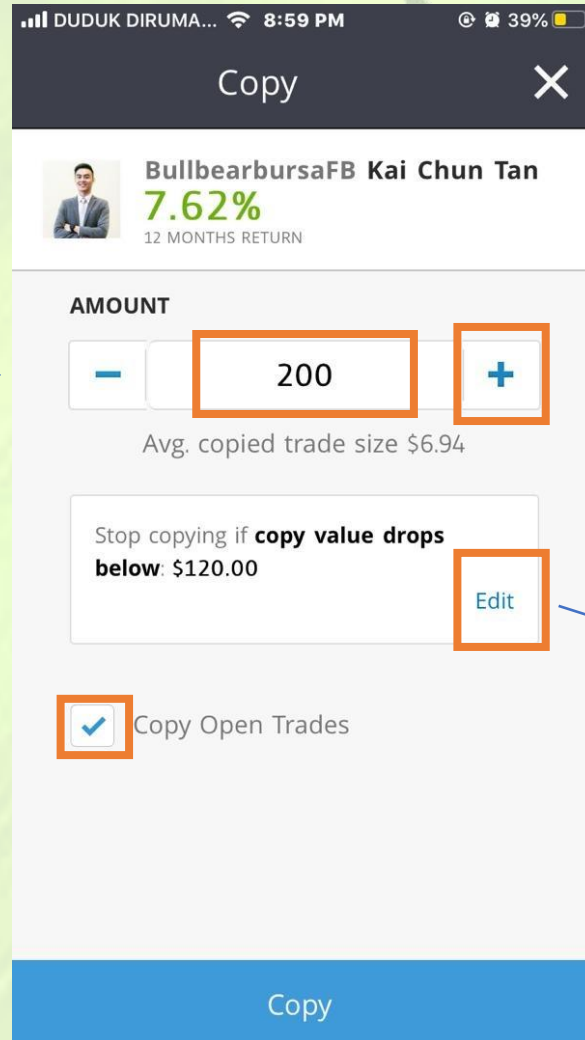 DUDUK DIRUMA... 8:59 PM 39%
Copy
BullbearbursaFB Kai Chun Tan
7.62%
12 MONTHS RETURN
AMOUNT
− 200 +
Avg. copied trade size $6.94
Stop copying if copy value drops
below: $120.00
Edit
Copy Open Trades
Copy